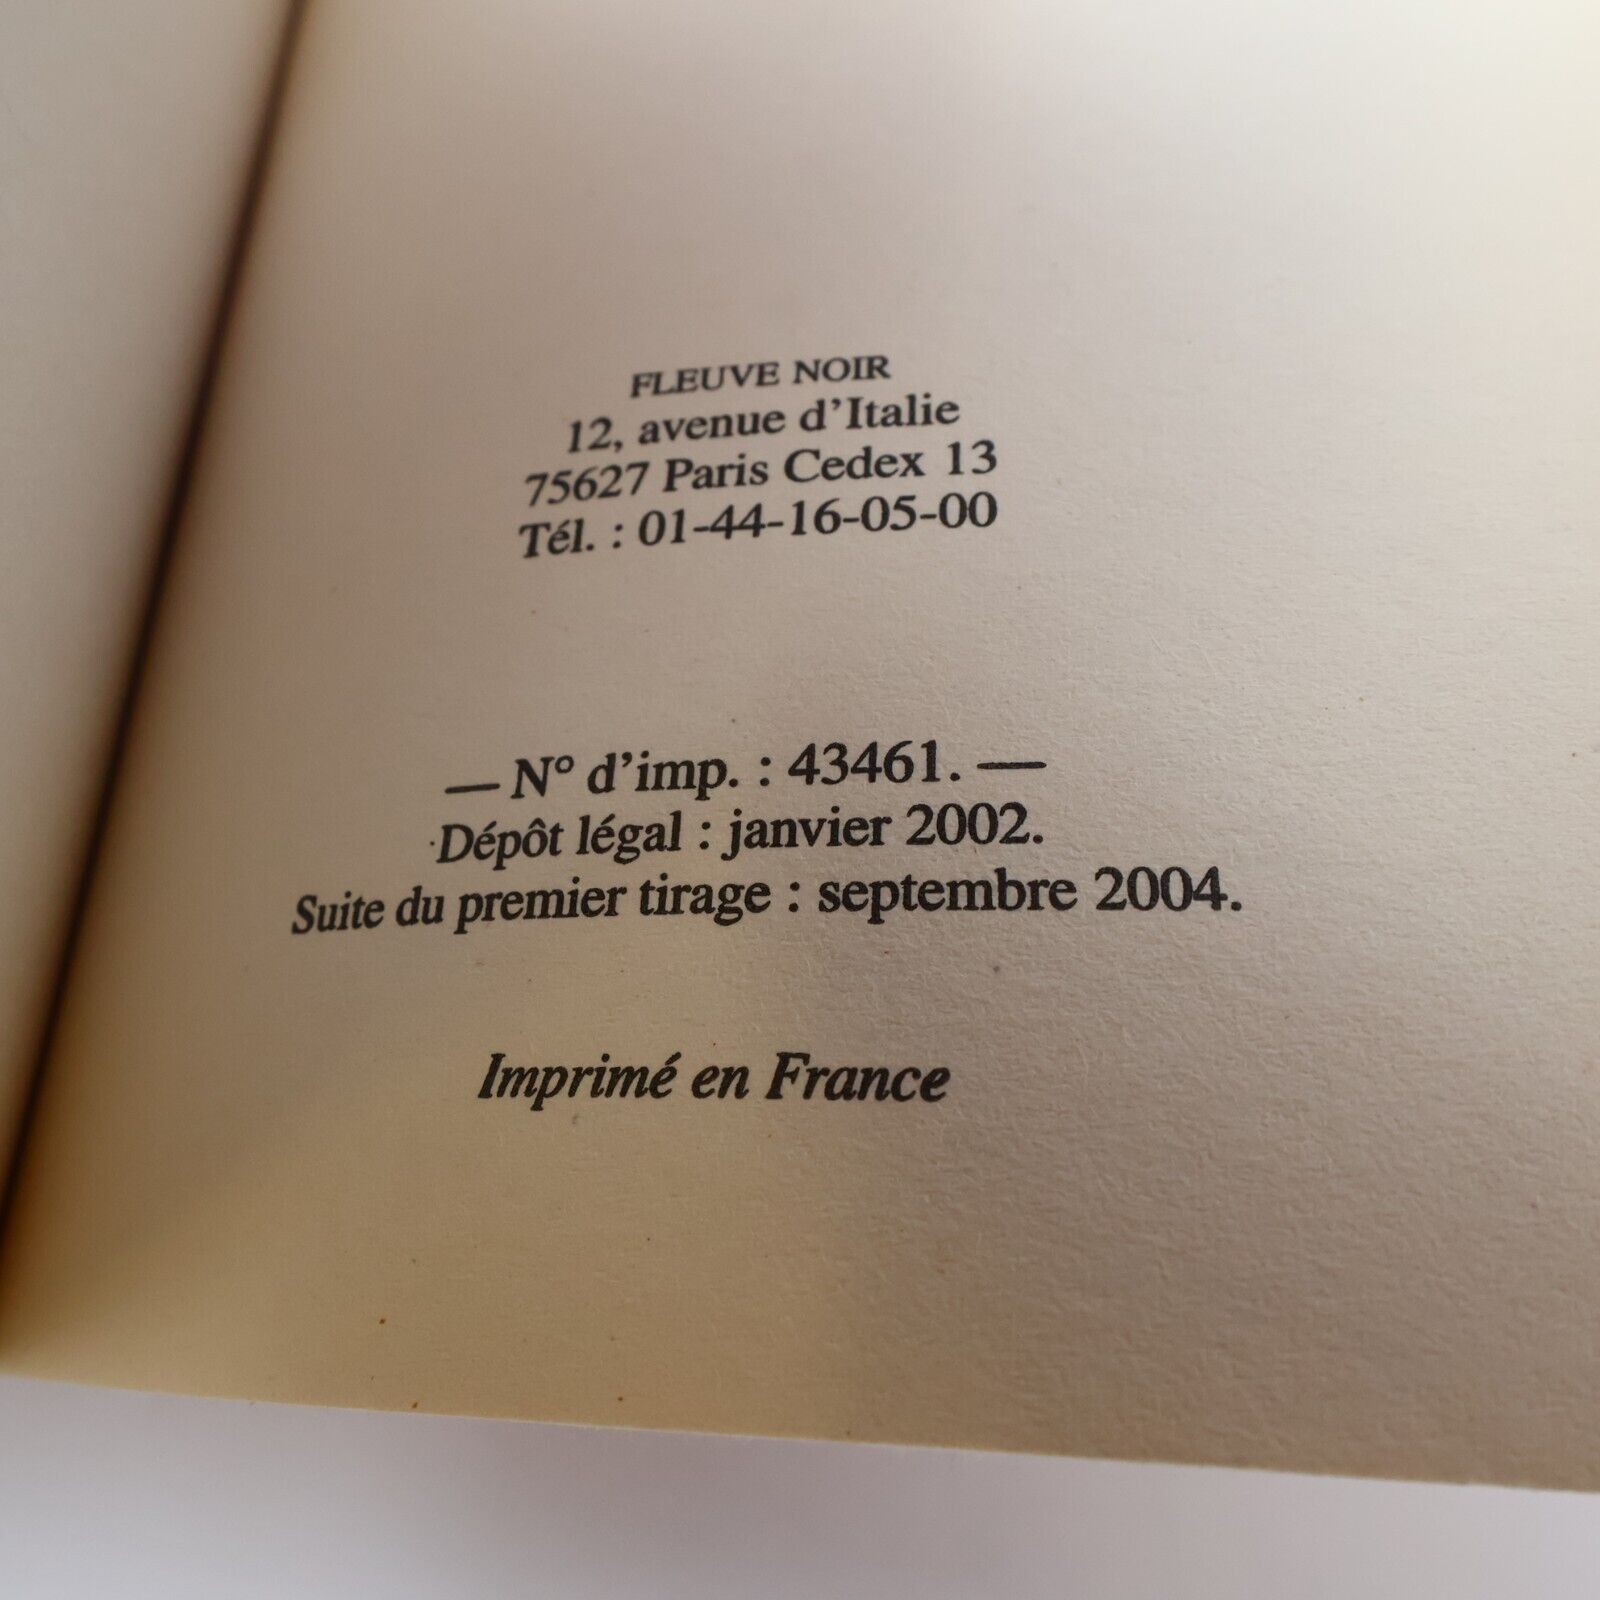 FLEUVE NOIR
12, avenue d'Italie
75627 Paris Cedex 13
Tél. : 01-44-16-05-00
— N° d'imp. : 43461. —
Dépôt légal : janvier 2002.
Suite du premier tirage : septembre 2004.
Imprimé en France